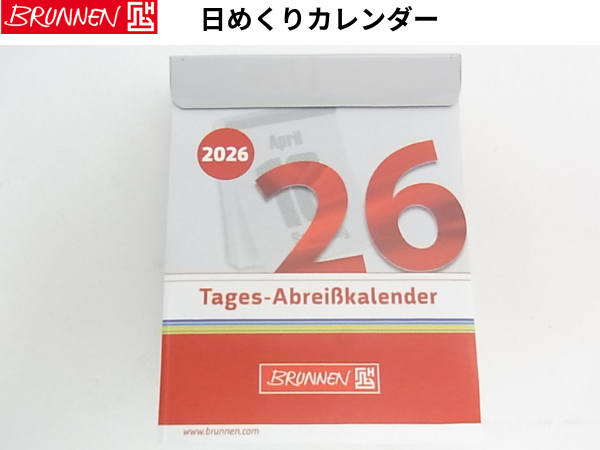 BRUNNEN
日めくりカレンダー
2026
April
18
26
Tages-Abreißkalender
BRUNNEN
www.brunnen.com